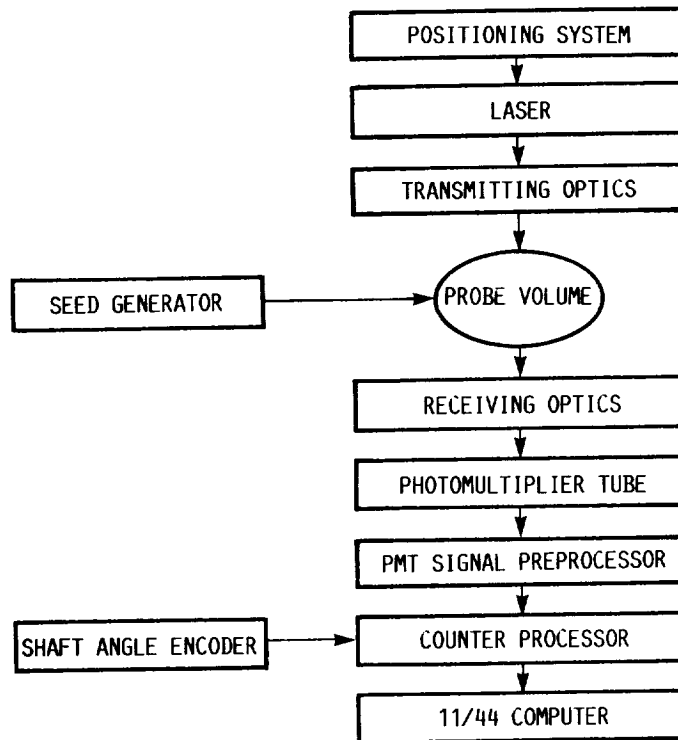 POSITIONING SYSTEM
LASER
TRANSMITTING OPTICS
SEED GENERATOR
PROBE VOLUME
RECEIVING OPTICS
PHOTOMULTIPLIER TUBE
PMT SIGNAL PREPROCESSOR
SHAFT ANGLE ENCODER
COUNTER PROCESSOR
11/44 COMPUTER